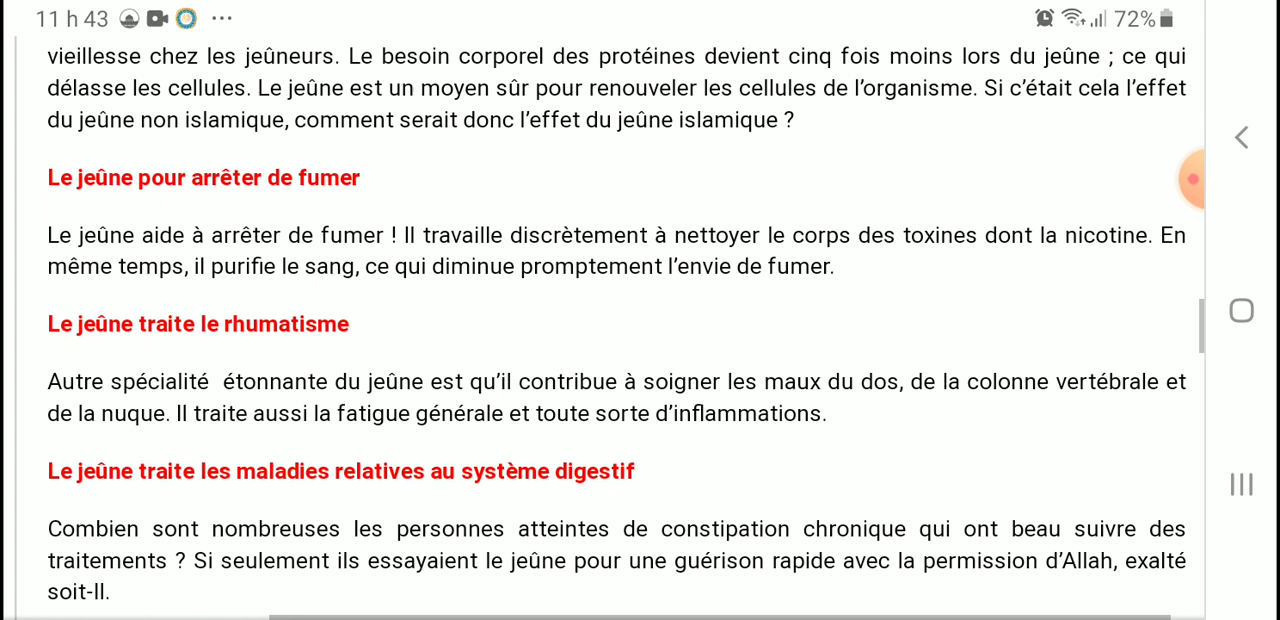 11 h 43 ... 72%
vieillesse chez les jeûneurs. Le besoin corporel des protéines devient cinq fois moins lors du jeûne ; ce qui
délasse les cellules. Le jeûne est un moyen sûr pour renouveler les cellules de l’organisme. Si c’était cela l’effet
du jeûne non islamique, comment serait donc l’effet du jeûne islamique ?
Le jeûne pour arrêter de fumer
Le jeûne aide à arrêter de fumer ! Il travaille discrètement à nettoyer le corps des toxines dont la nicotine. En
même temps, il purifie le sang, ce qui diminue promptement l’envie de fumer.
Le jeûne traite le rhumatisme
Autre spécialité étonnante du jeûne est qu’il contribue à soigner les maux du dos, de la colonne vertébrale et
de la nuque. Il traite aussi la fatigue générale et toute sorte d’inflammations.
Le jeûne traite les maladies relatives au système digestif
Combien sont nombreuses les personnes atteintes de constipation chronique qui ont beau suivre des
traitements ? Si seulement ils essayaient le jeûne pour une guérison rapide avec la permission d’Allah, exalté
soit-Il.